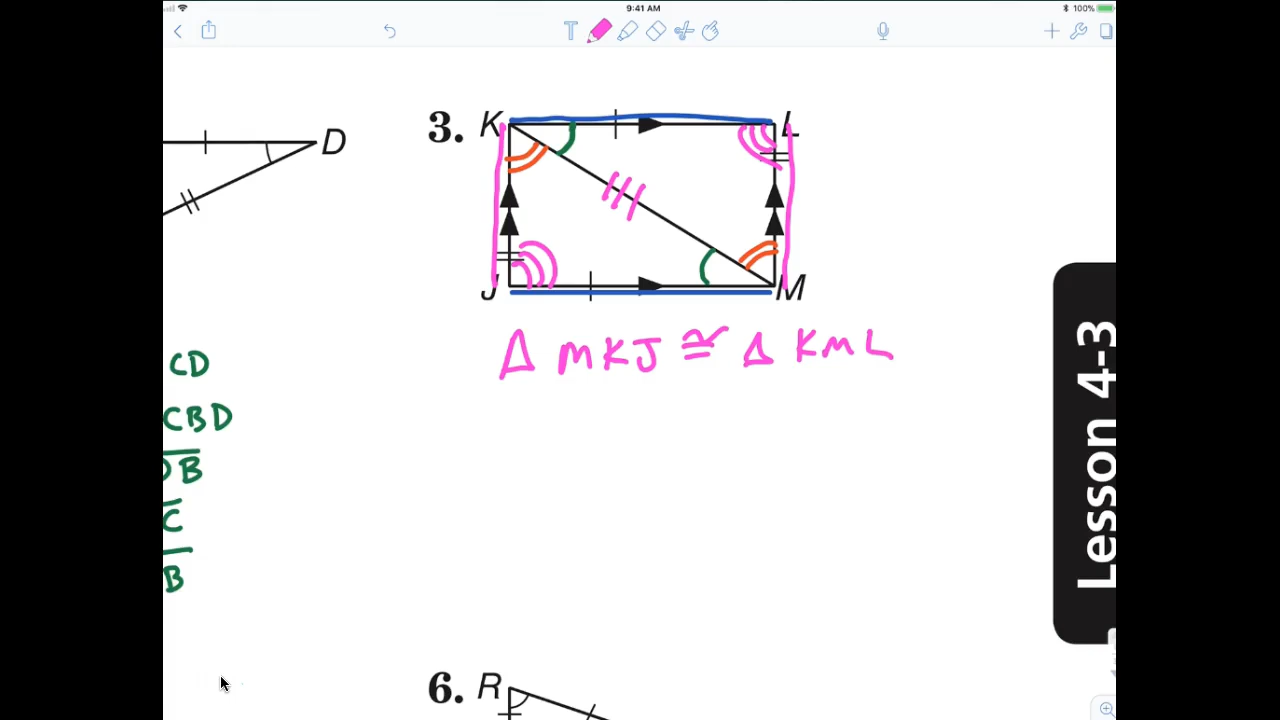 9:41 AM
100%
T
3.
K
L
D
J
M
Δ MKJ ≅ Δ KML
CD
CBD
B
C
B
Lesson 4-3
6.
R